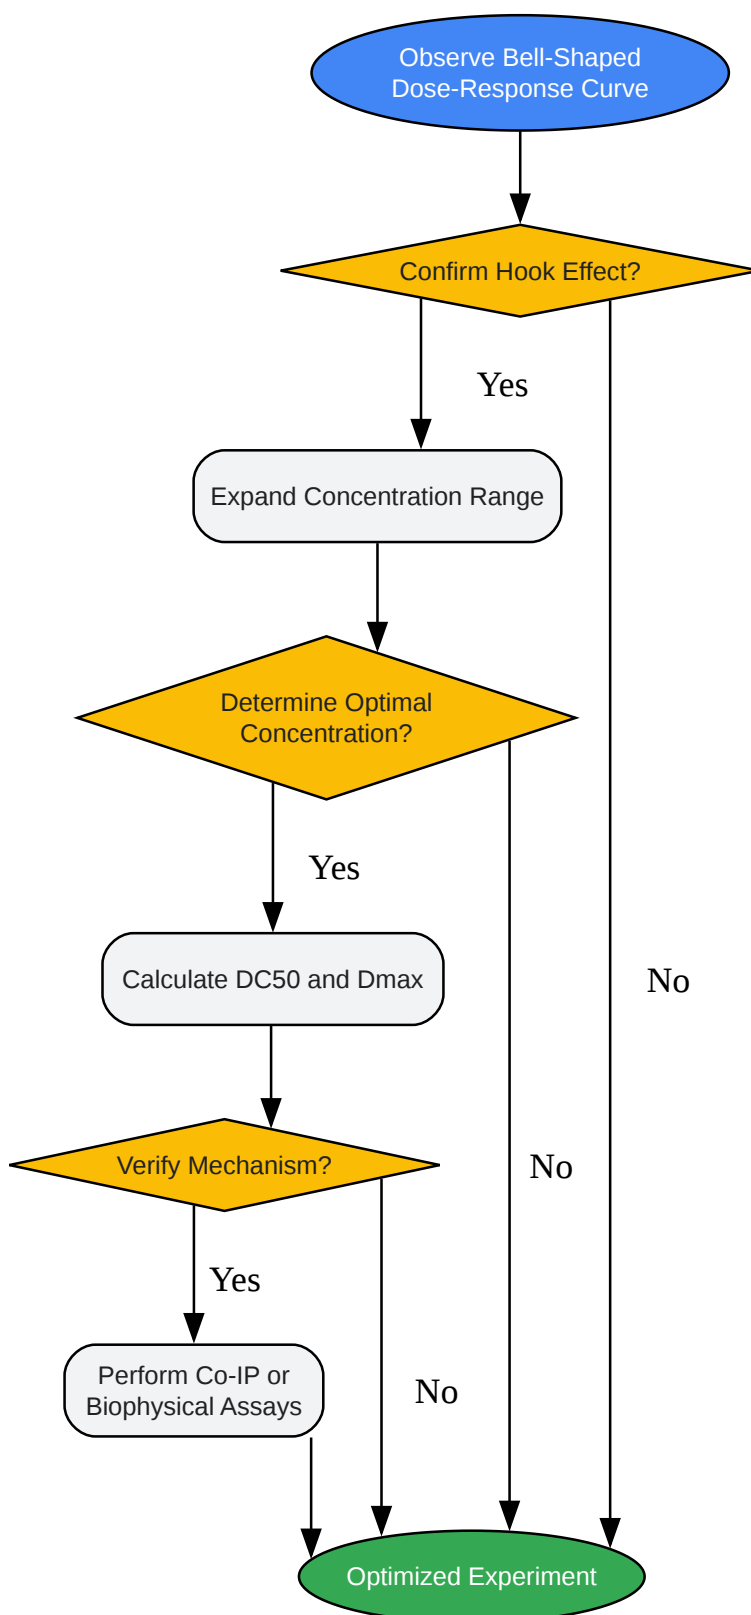 Observe Bell-Shaped
Dose-Response Curve
Confirm Hook Effect?
Yes
Expand Concentration Range
Determine Optimal
Concentration?
Yes
Calculate DC50 and Dmax
No
Verify Mechanism?
No
Yes
Perform Co-IP or
Biophysical Assays
No
Optimized Experiment